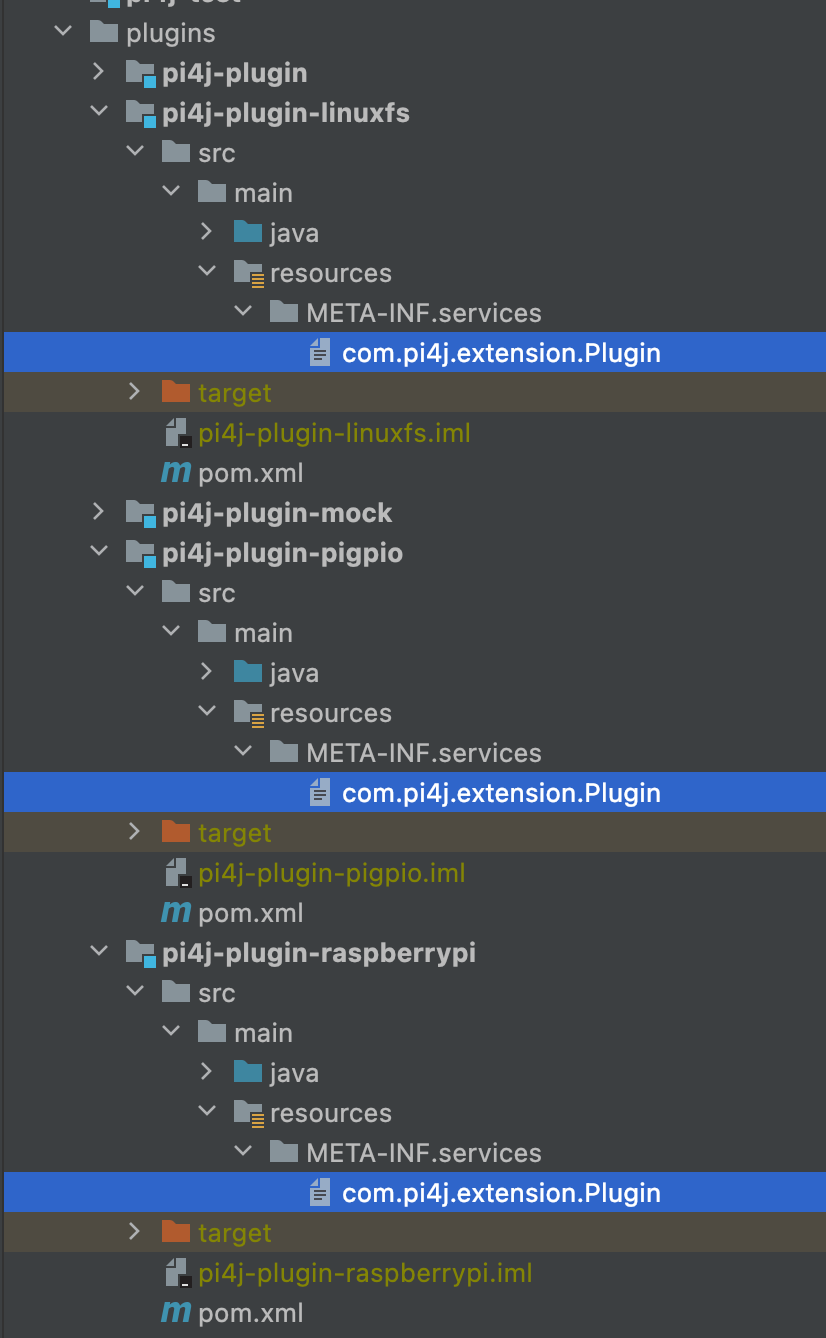 pi4j-test
plugins
pi4j-plugin
pi4j-plugin-linuxfs
src
main
java
resources
META-INF.services
com.pi4j.extension.Plugin
target
pi4j-plugin-linuxfs.iml
m pom.xml
pi4j-plugin-mock
pi4j-plugin-pigpio
src
main
java
resources
META-INF.services
com.pi4j.extension.Plugin
target
pi4j-plugin-pigpio.iml
m pom.xml
pi4j-plugin-raspberrypi
src
main
java
resources
META-INF.services
com.pi4j.extension.Plugin
target
pi4j-plugin-raspberrypi.iml
m pom.xml